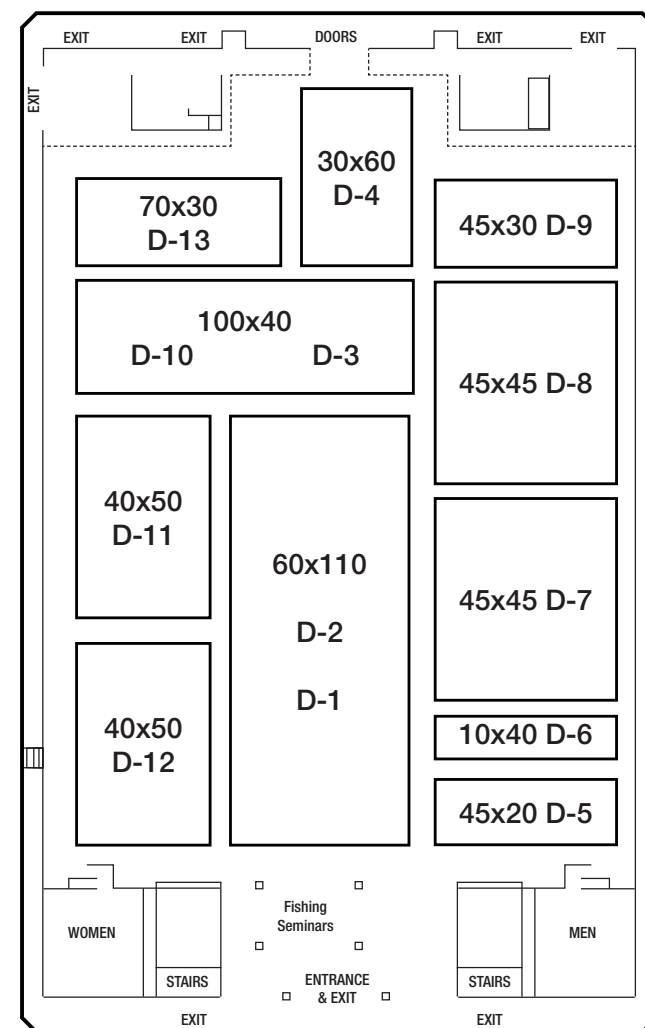 EXIT
EXIT
DOORS
EXIT
EXIT
EXIT
30x60
D-4
70x30
D-13
45x30 D-9
100x40
D-10 D-3
45x45 D-8
40x50
D-11
60x110
D-2
D-1
45x45 D-7
40x50
D-12
10x40 D-6
45x20 D-5
Fishing
Seminars
WOMEN
MEN
STAIRS
ENTRANCE
& EXIT
STAIRS
EXIT
EXIT